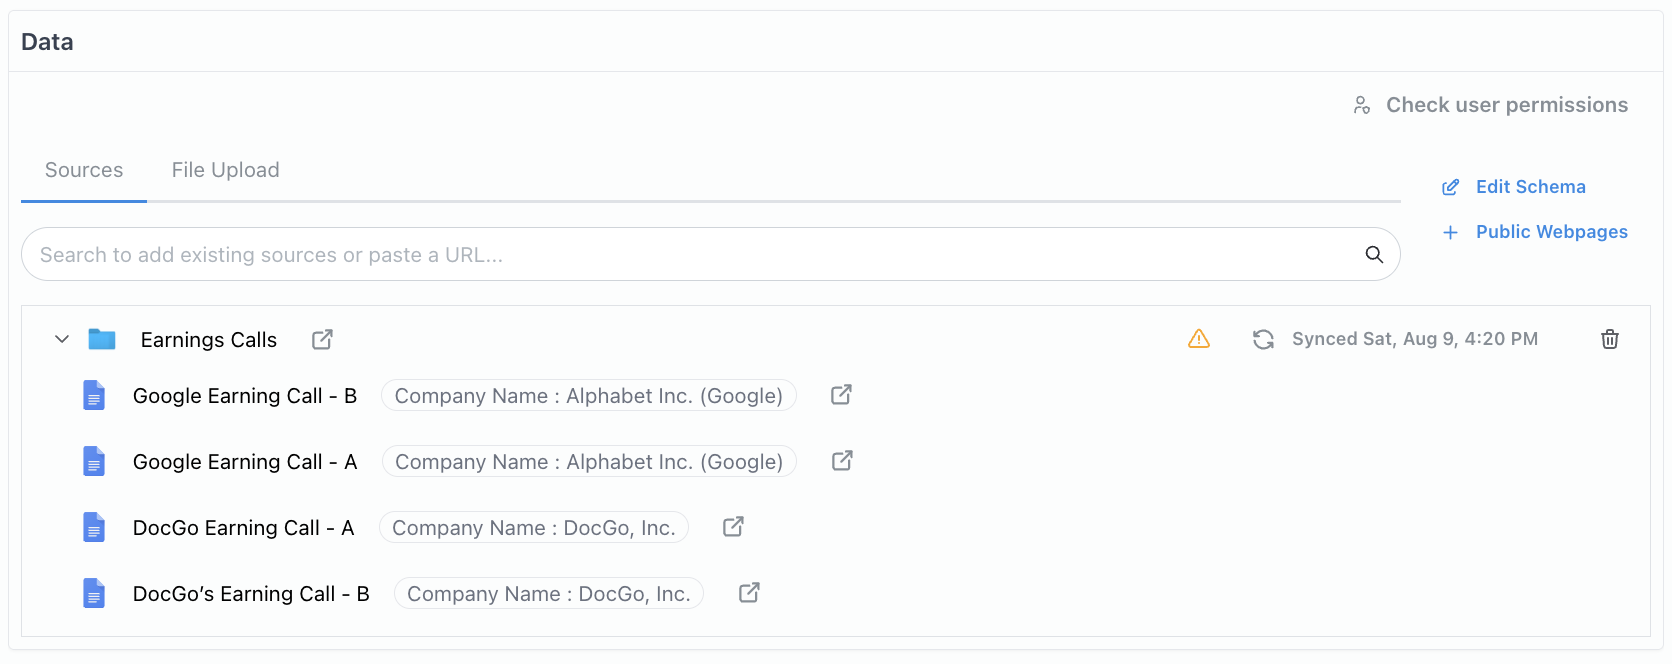 Data
Check user permissions
Sources
File Upload
Edit Schema
Public Webpages
Search to add existing sources or paste a URL...
Earnings Calls
Synced Sat, Aug 9, 4:20 PM
Google Earning Call - B
Company Name : Alphabet Inc. (Google)
Google Earning Call - A
Company Name : Alphabet Inc. (Google)
DocGo Earning Call - A
Company Name : DocGo, Inc.
DocGo’s Earning Call - B
Company Name : DocGo, Inc.